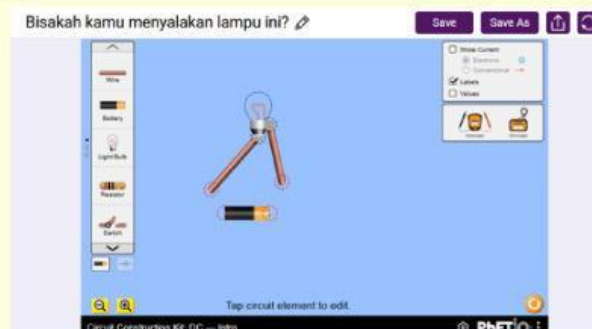 Bisakah kamu menyalakan lampu ini?
Save
Save As
Wire
Battery
Light Bulb
Resistor
Switch
Show Current
Electrons
Conventional
Labels
Values
Tap circuit element to edit.
Circuit Construction Kit: DC — Intro
PhET iO